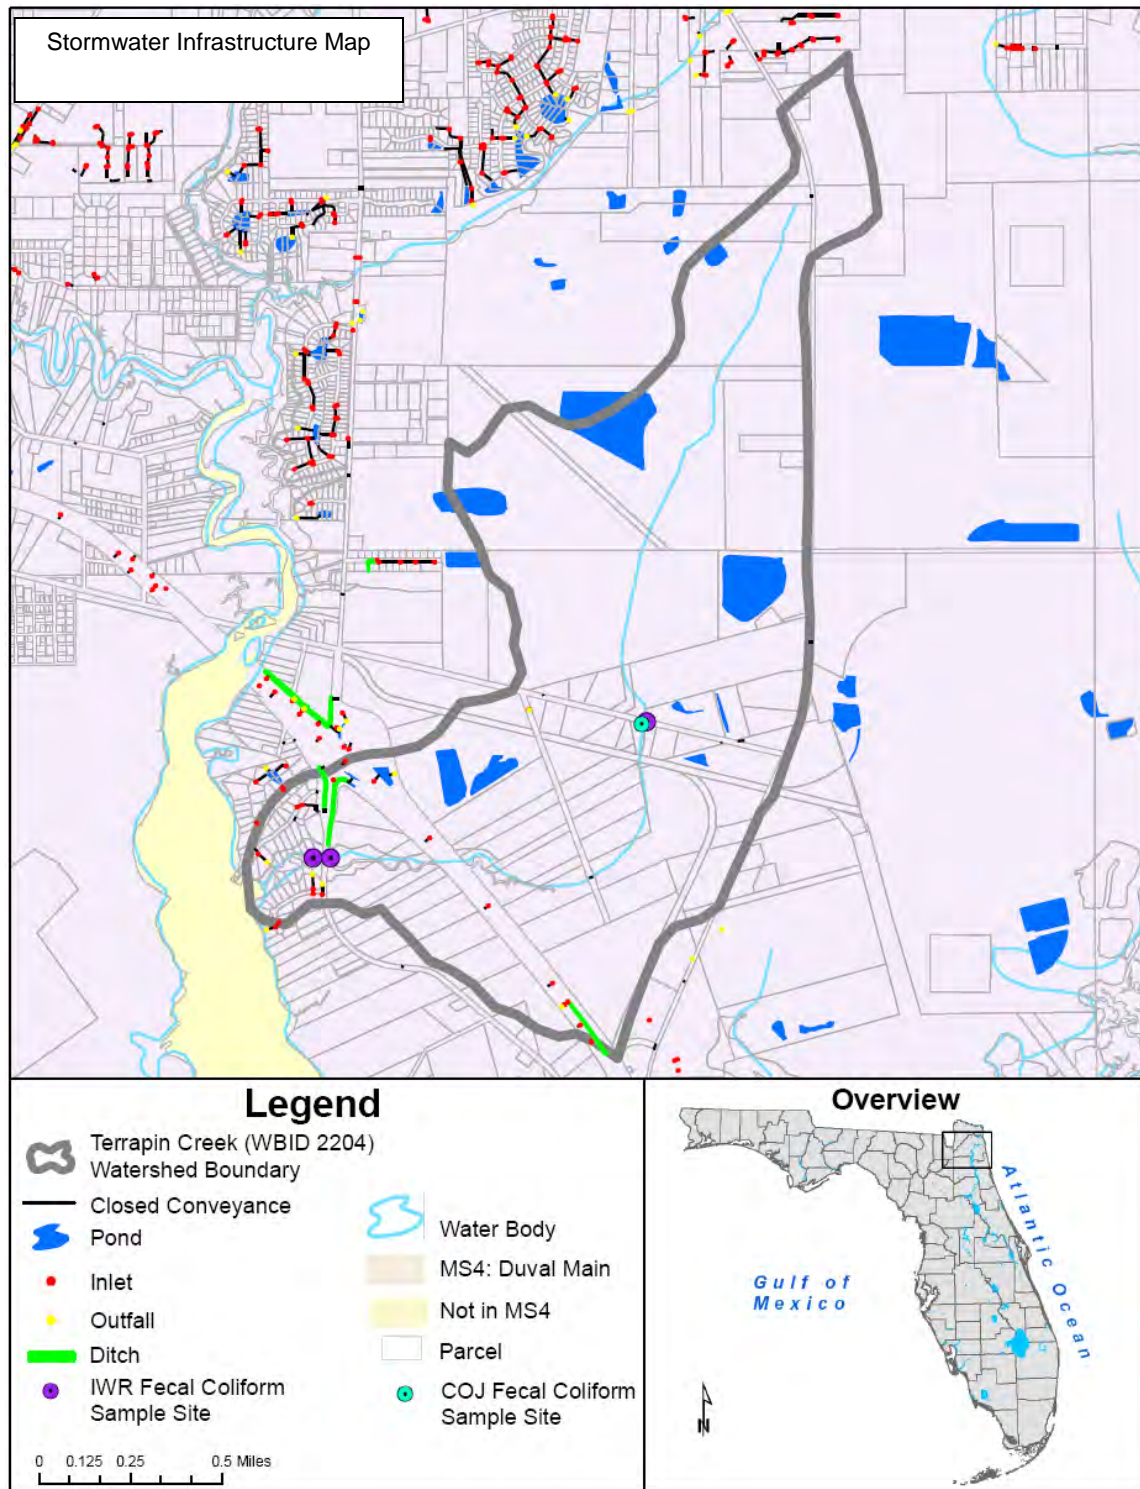 Stormwater Infrastructure Map
Legend
Terrapin Creek (WBID 2204)
Watershed Boundary
Closed Conveyance
Pond
Inlet
Outfall
Ditch
IWR Fecal Coliform
Sample Site
Water Body
MS4: Duval Main
Not in MS4
Parcel
COJ Fecal Coliform
Sample Site
0 0.125 0.25 0.5 Miles
Overview
Atlantic Ocean
Gulf of
Mexico
N